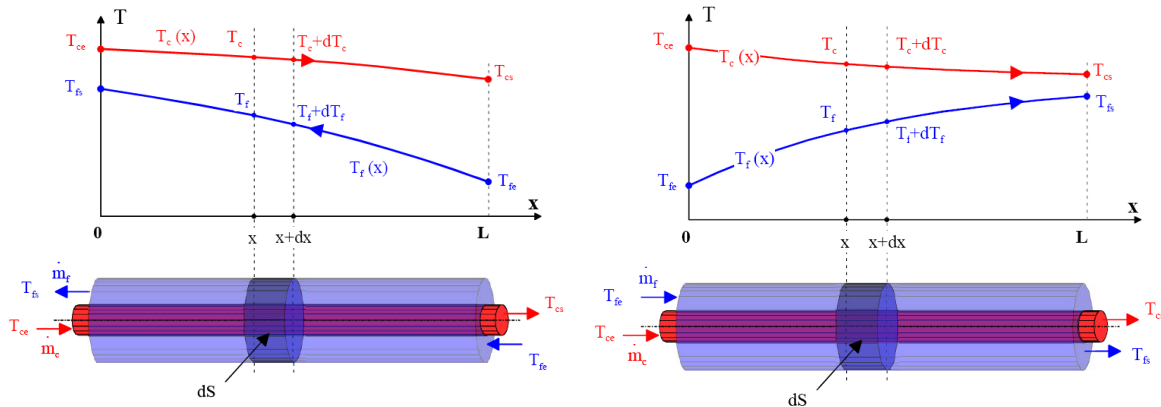 T
T_ce
T_c (x)
T_c
T_c+dT_c
T_cs
T_fs
T_f
T_f+dT_f
T_f (x)
T_fe
x
0
x
x+dx
L
ṁ_f
T_fs
T_ce
ṁ_c
T_cs
T_fe
dS
T
T_ce
T_c (x)
T_c
T_c+dT_c
T_cs
T_fs
T_f
T_f+dT_f
T_f (x)
T_fe
x
0
x
x+dx
L
ṁ_f
T_fe
T_ce
ṁ_c
T_c
T_fs
dS